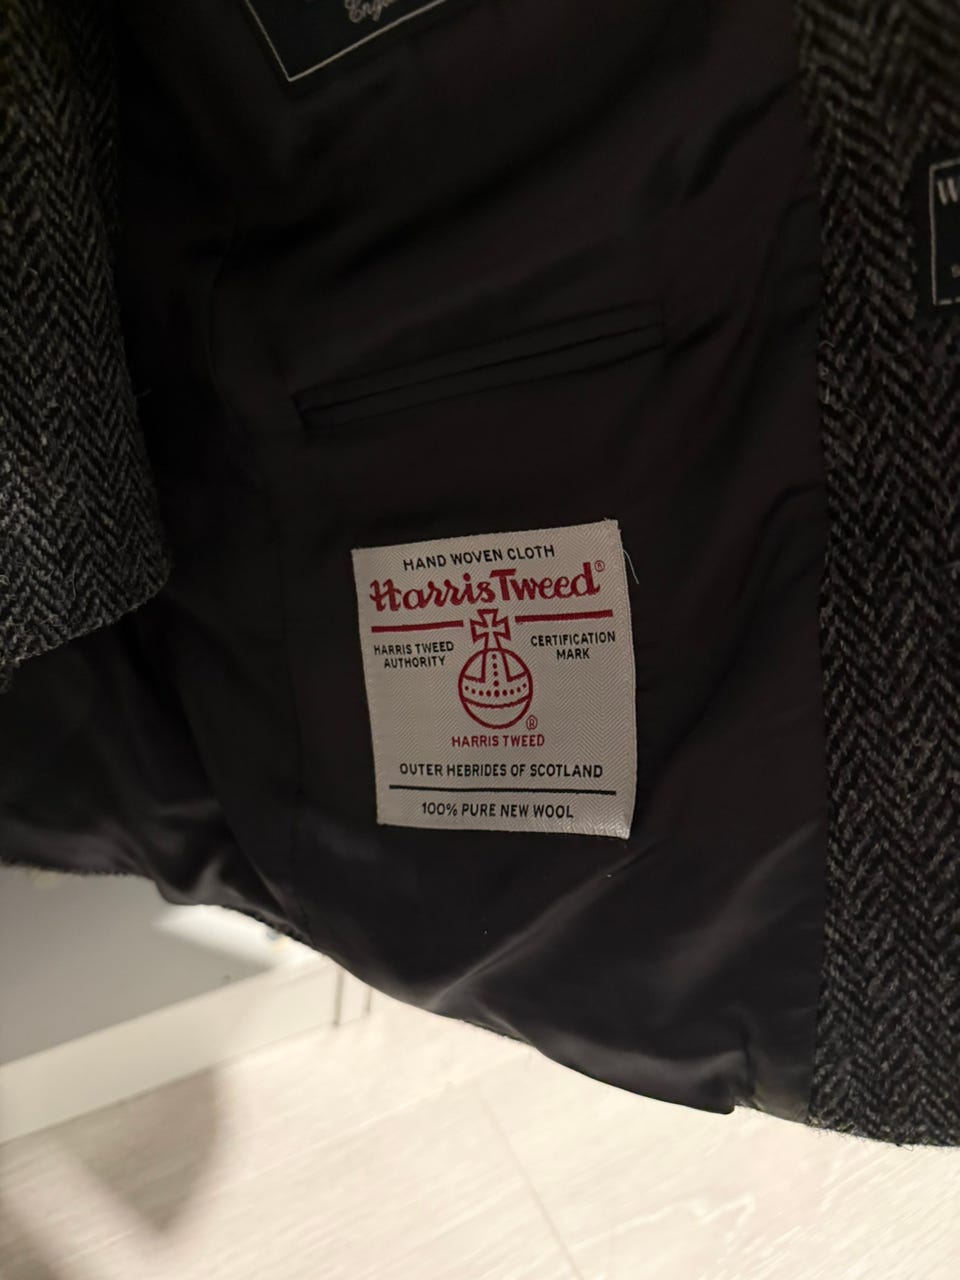 HAND WOVEN CLOTH
Harris Tweed®
HARRIS TWEED
AUTHORITY
CERTIFICATION
MARK
®
HARRIS TWEED
OUTER HEBRIDES OF SCOTLAND
100% PURE NEW WOOL